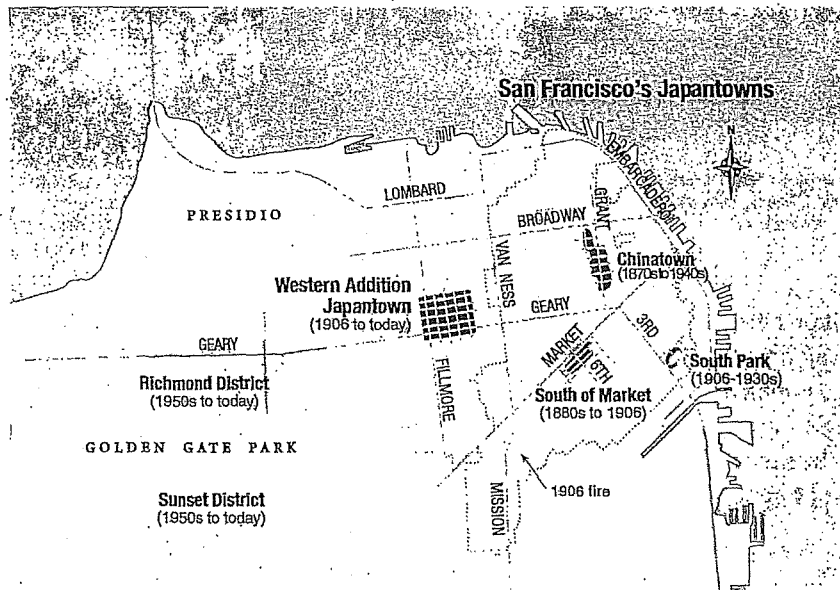 San Francisco's Japantowns
N
EMBARCADERO
LOMBARD
PRESIDIO
GRANT
BROADWAY
VAN NESS
Chinatown
(1870s to 1940s)
Western Addition
Japantown
(1906 to today)
GEARY
GEARY
3RD
MARKET
6TH
South Park
(1906-1930s)
Richmond District
(1950s to today)
FILLMORE
South of Market
(1880s to 1906)
GOLDEN GATE PARK
1906 fire
Sunset District
(1950s to today)
MISSION